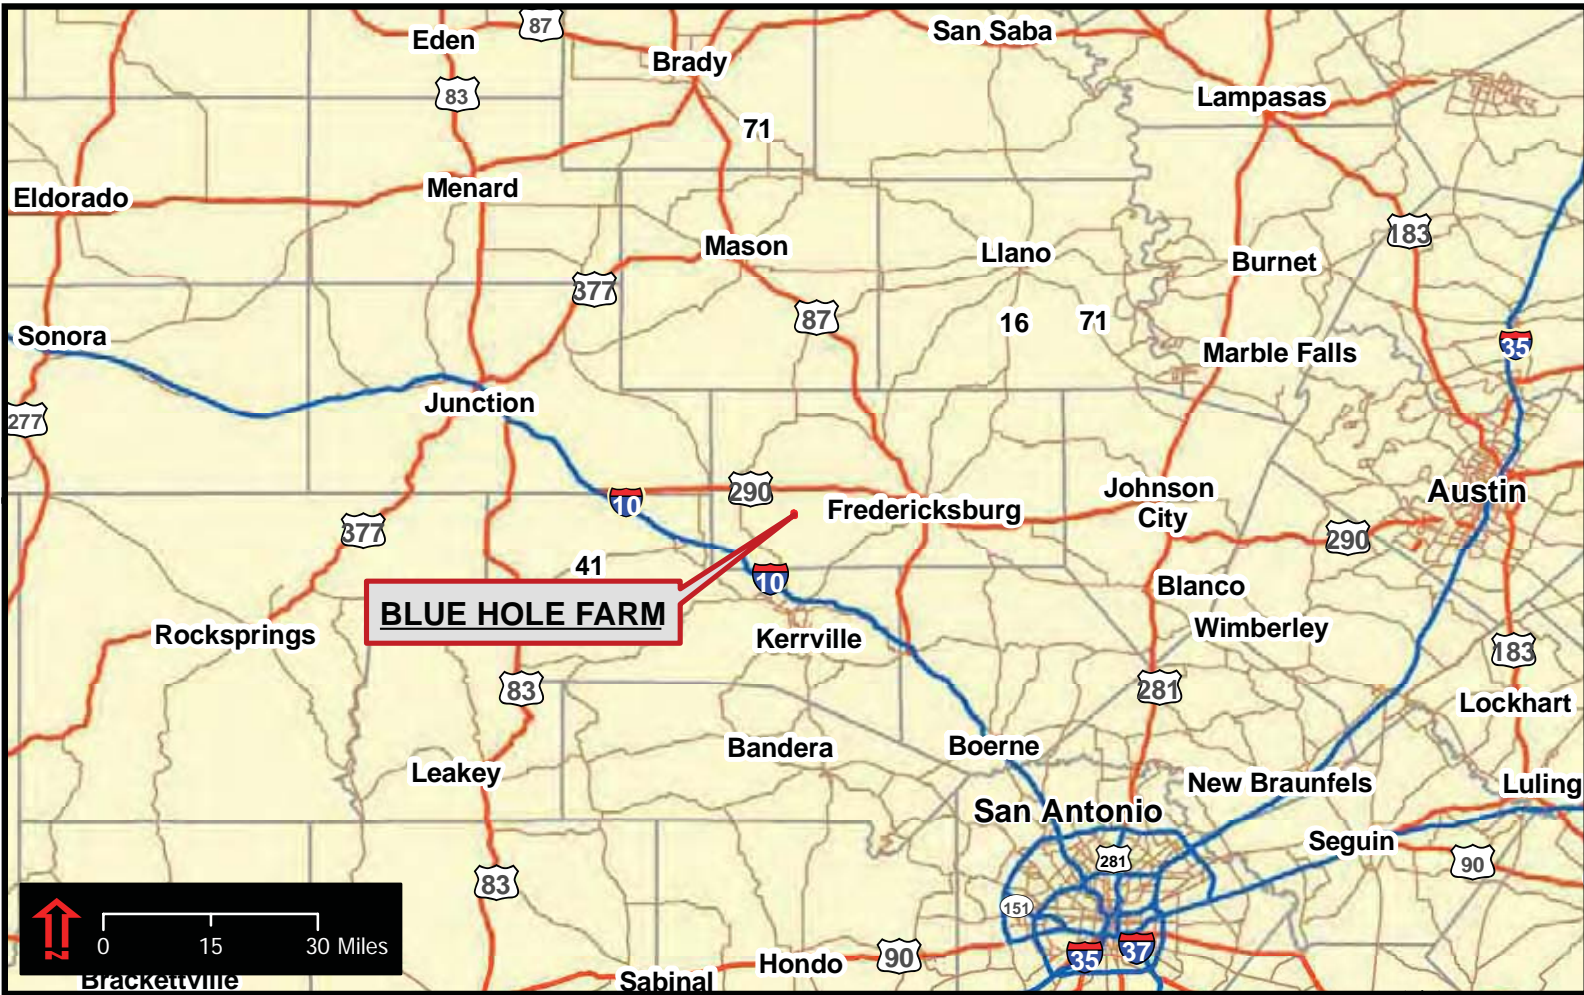 87
San Saba
Eden
Brady
83
Lampasas
71
Menard
Eldorado
183
Mason
Llano
Burnet
377
87
16
71
Sonora
35
Marble Falls
Junction
277
290
Johnson
City
Austin
10
Fredericksburg
377
290
41
10
Blanco
BLUE HOLE FARM
Wimberley
Rocksprings
Kerrville
183
83
281
Lockhart
Bandera
Boerne
Leakey
New Braunfels
Luling
San Antonio
Seguin
281
90
83
151
0 15 30 Miles
N
37
35
90
Hondo
Sabinal
Brackettville